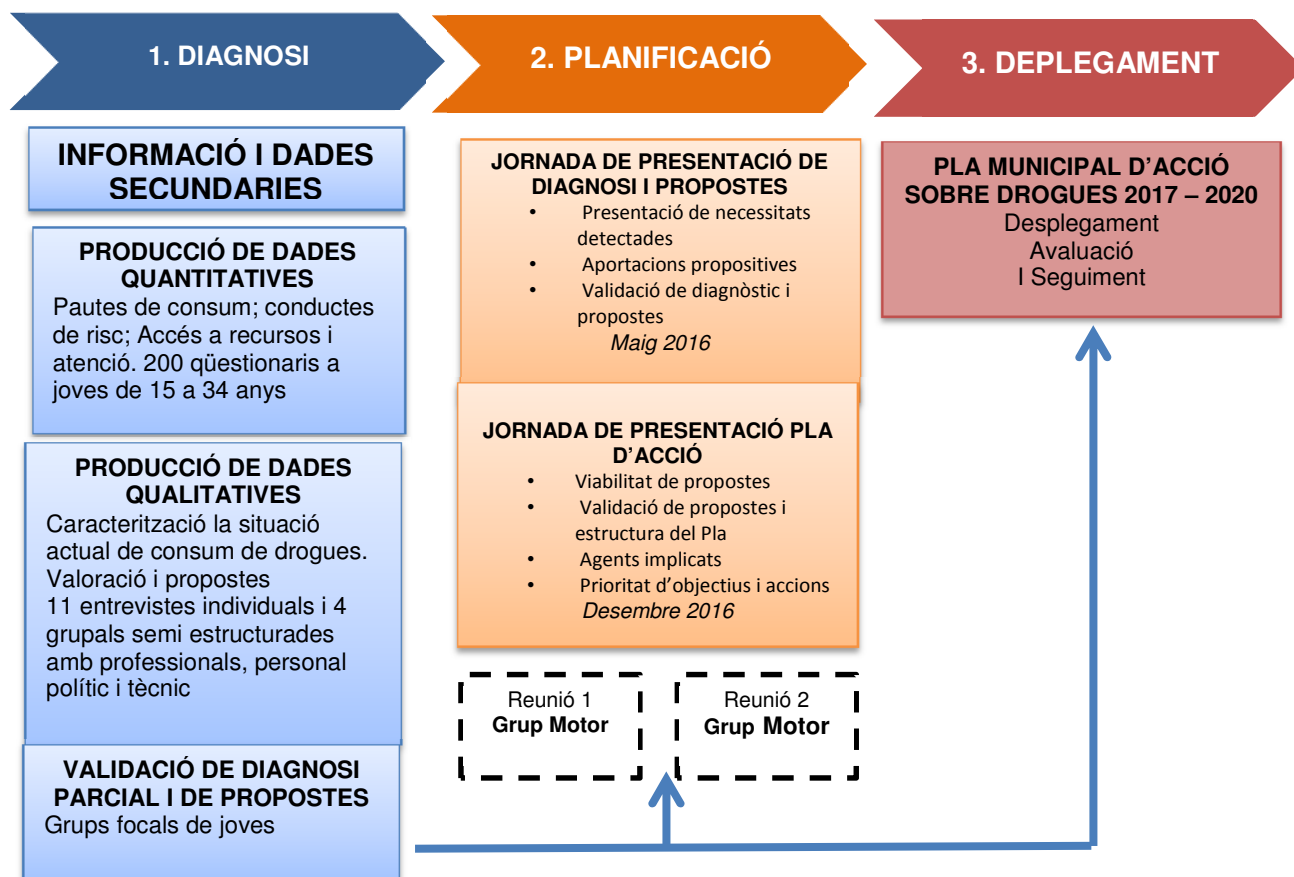 1. DIAGNOSI
2. PLANIFICACIÓ
3. DEPLEGAMENT
INFORMACIÓ I DADES
SECUNDARIES
PRODUCCIÓ DE DADES
QUANTITATIVES
Pautes de consum; conductes
de risc; Accés a recursos i
atenció. 200 qüestionaris a
joves de 15 a 34 anys
PRODUCCIÓ DE DADES
QUALITATIVES
Caracterització la situació
actual de consum de drogues.
Valoració i propostes
11 entrevistes individuals i 4
grupals semi estructurades
amb professionals, personal
polític i tècnic
VALIDACIÓ DE DIAGNOSI
PARCIAL I DE PROPOSTES
Grups focals de joves
JORNADA DE PRESENTACIÓ DE
DIAGNOSI I PROPOSTES
• Presentació de necessitats
detectades
• Aportacions propositives
• Validació de diagnòstic i
propostes
Maig 2016
JORNADA DE PRESENTACIÓ PLA
D'ACCIÓ
• Viabilitat de propostes
• Validació de propostes i
estructura del Pla
• Agents implicats
• Prioritat d'objectius i accions
Desembre 2016
Reunió 1
Grup Motor
Reunió 2
Grup Motor
PLA MUNICIPAL D'ACCIÓ
SOBRE DROGUES 2017 – 2020
Desplegament
Avaluació
I Seguiment